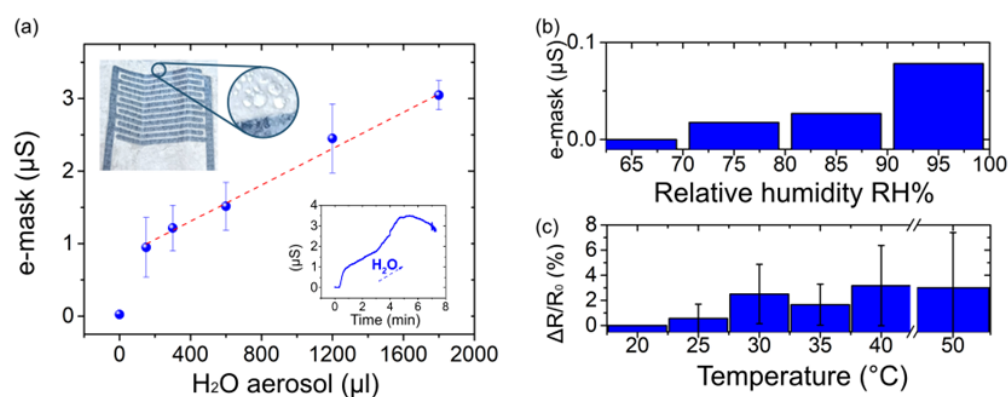 (a)
e-mask (µS)
3
2
1
0
0
400
800
1200
1600
2000
H₂O aerosol (µl)
(µS)
4
3
2
1
0
H₂O
0 2 4 6 8
Time (min)
(b)
e-mask (µS)
0.1
0.0
65 70 75 80 85 90 95 100
Relative humidity RH%
(c)
ΔR/R₀ (%)
8
6
4
2
0
20 25 30 35 40 50
Temperature (°C)